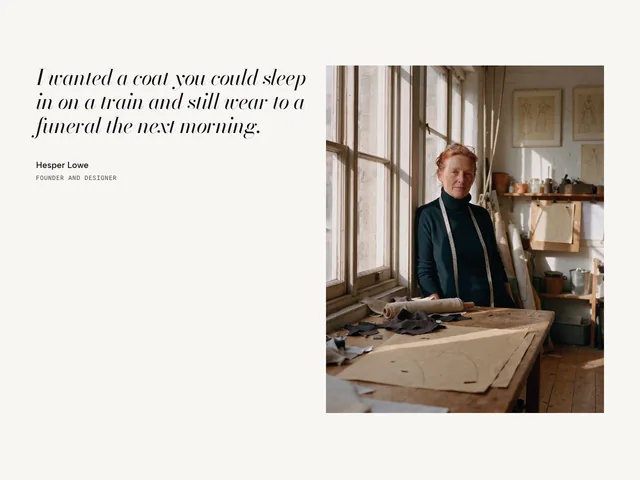 I wanted a coat you could sleep
in on a train and still wear to a
funeral the next morning.
Hesper Lowe
FOUNDER AND DESIGNER